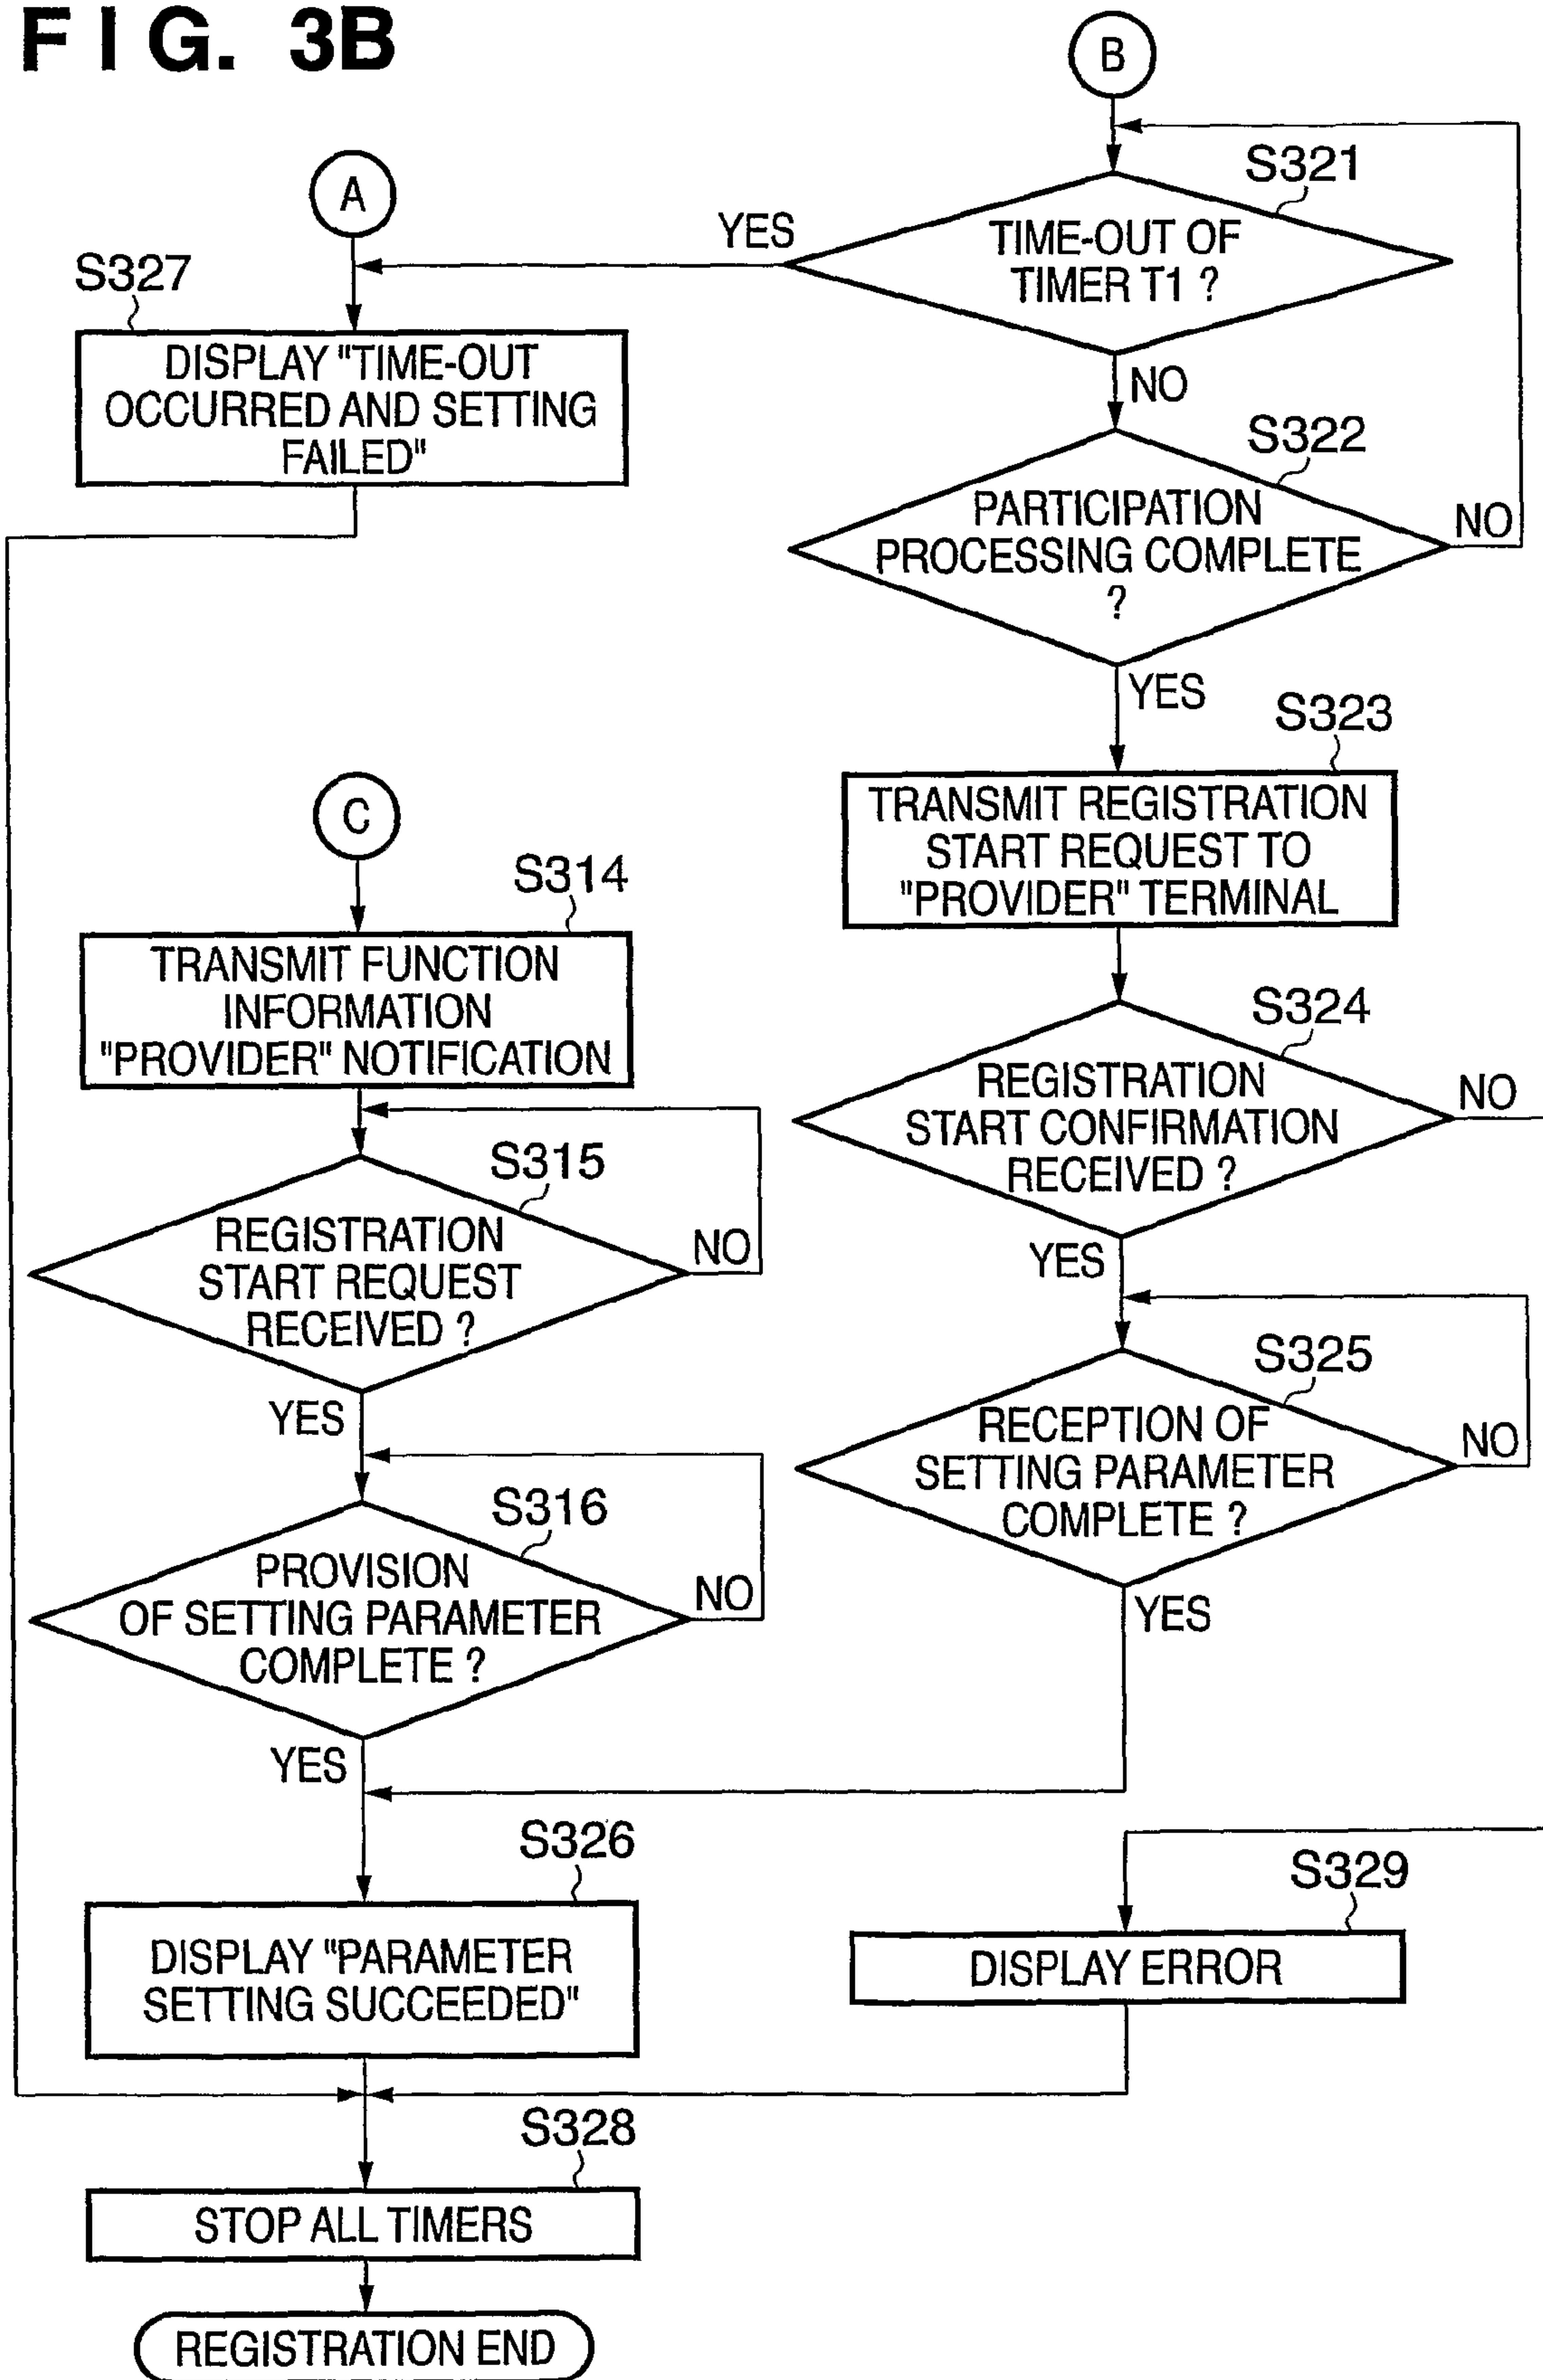 FIG. 3B
B
A
S321
TIME-OUT OF
TIMER T1 ?
YES
NO
S327
DISPLAY "TIME-OUT
OCCURRED AND SETTING
FAILED"
S322
PARTICIPATION
PROCESSING COMPLETE
?
NO
YES
S323
TRANSMIT REGISTRATION
START REQUEST TO
"PROVIDER" TERMINAL
C
S314
TRANSMIT FUNCTION
INFORMATION
"PROVIDER" NOTIFICATION
S324
REGISTRATION
START CONFIRMATION
RECEIVED ?
NO
YES
S315
REGISTRATION
START REQUEST
RECEIVED ?
NO
YES
S325
RECEPTION OF
SETTING PARAMETER
COMPLETE ?
NO
YES
S316
PROVISION
OF SETTING PARAMETER
COMPLETE ?
NO
YES
S326
DISPLAY "PARAMETER
SETTING SUCCEEDED"
S329
DISPLAY ERROR
S328
STOP ALL TIMERS
REGISTRATION END